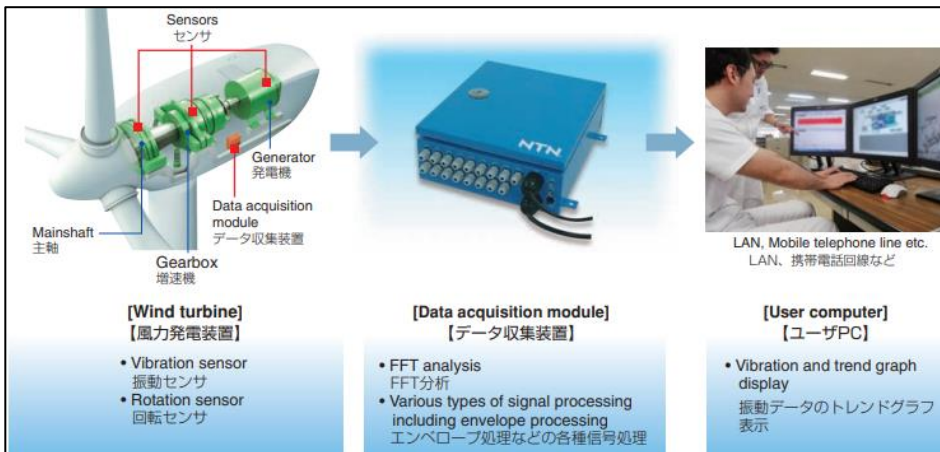 Sensors
センサ
Generator
発電機
Data acquisition
module
データ収集装置
Mainshaft
主軸
Gearbox
増速機
NTN
LAN, Mobile telephone line etc.
LAN、携帯電話回線など
[Wind turbine]
【風力発電装置】
• Vibration sensor
振動センサ
• Rotation sensor
回転センサ
[Data acquisition module]
【データ収集装置】
• FFT analysis
FFT分析
• Various types of signal processing
including envelope processing
エンベロープ処理などの各種信号処理
[User computer]
【ユーザPC】
• Vibration and trend graph
display
振動データのトレンドグラフ
表示